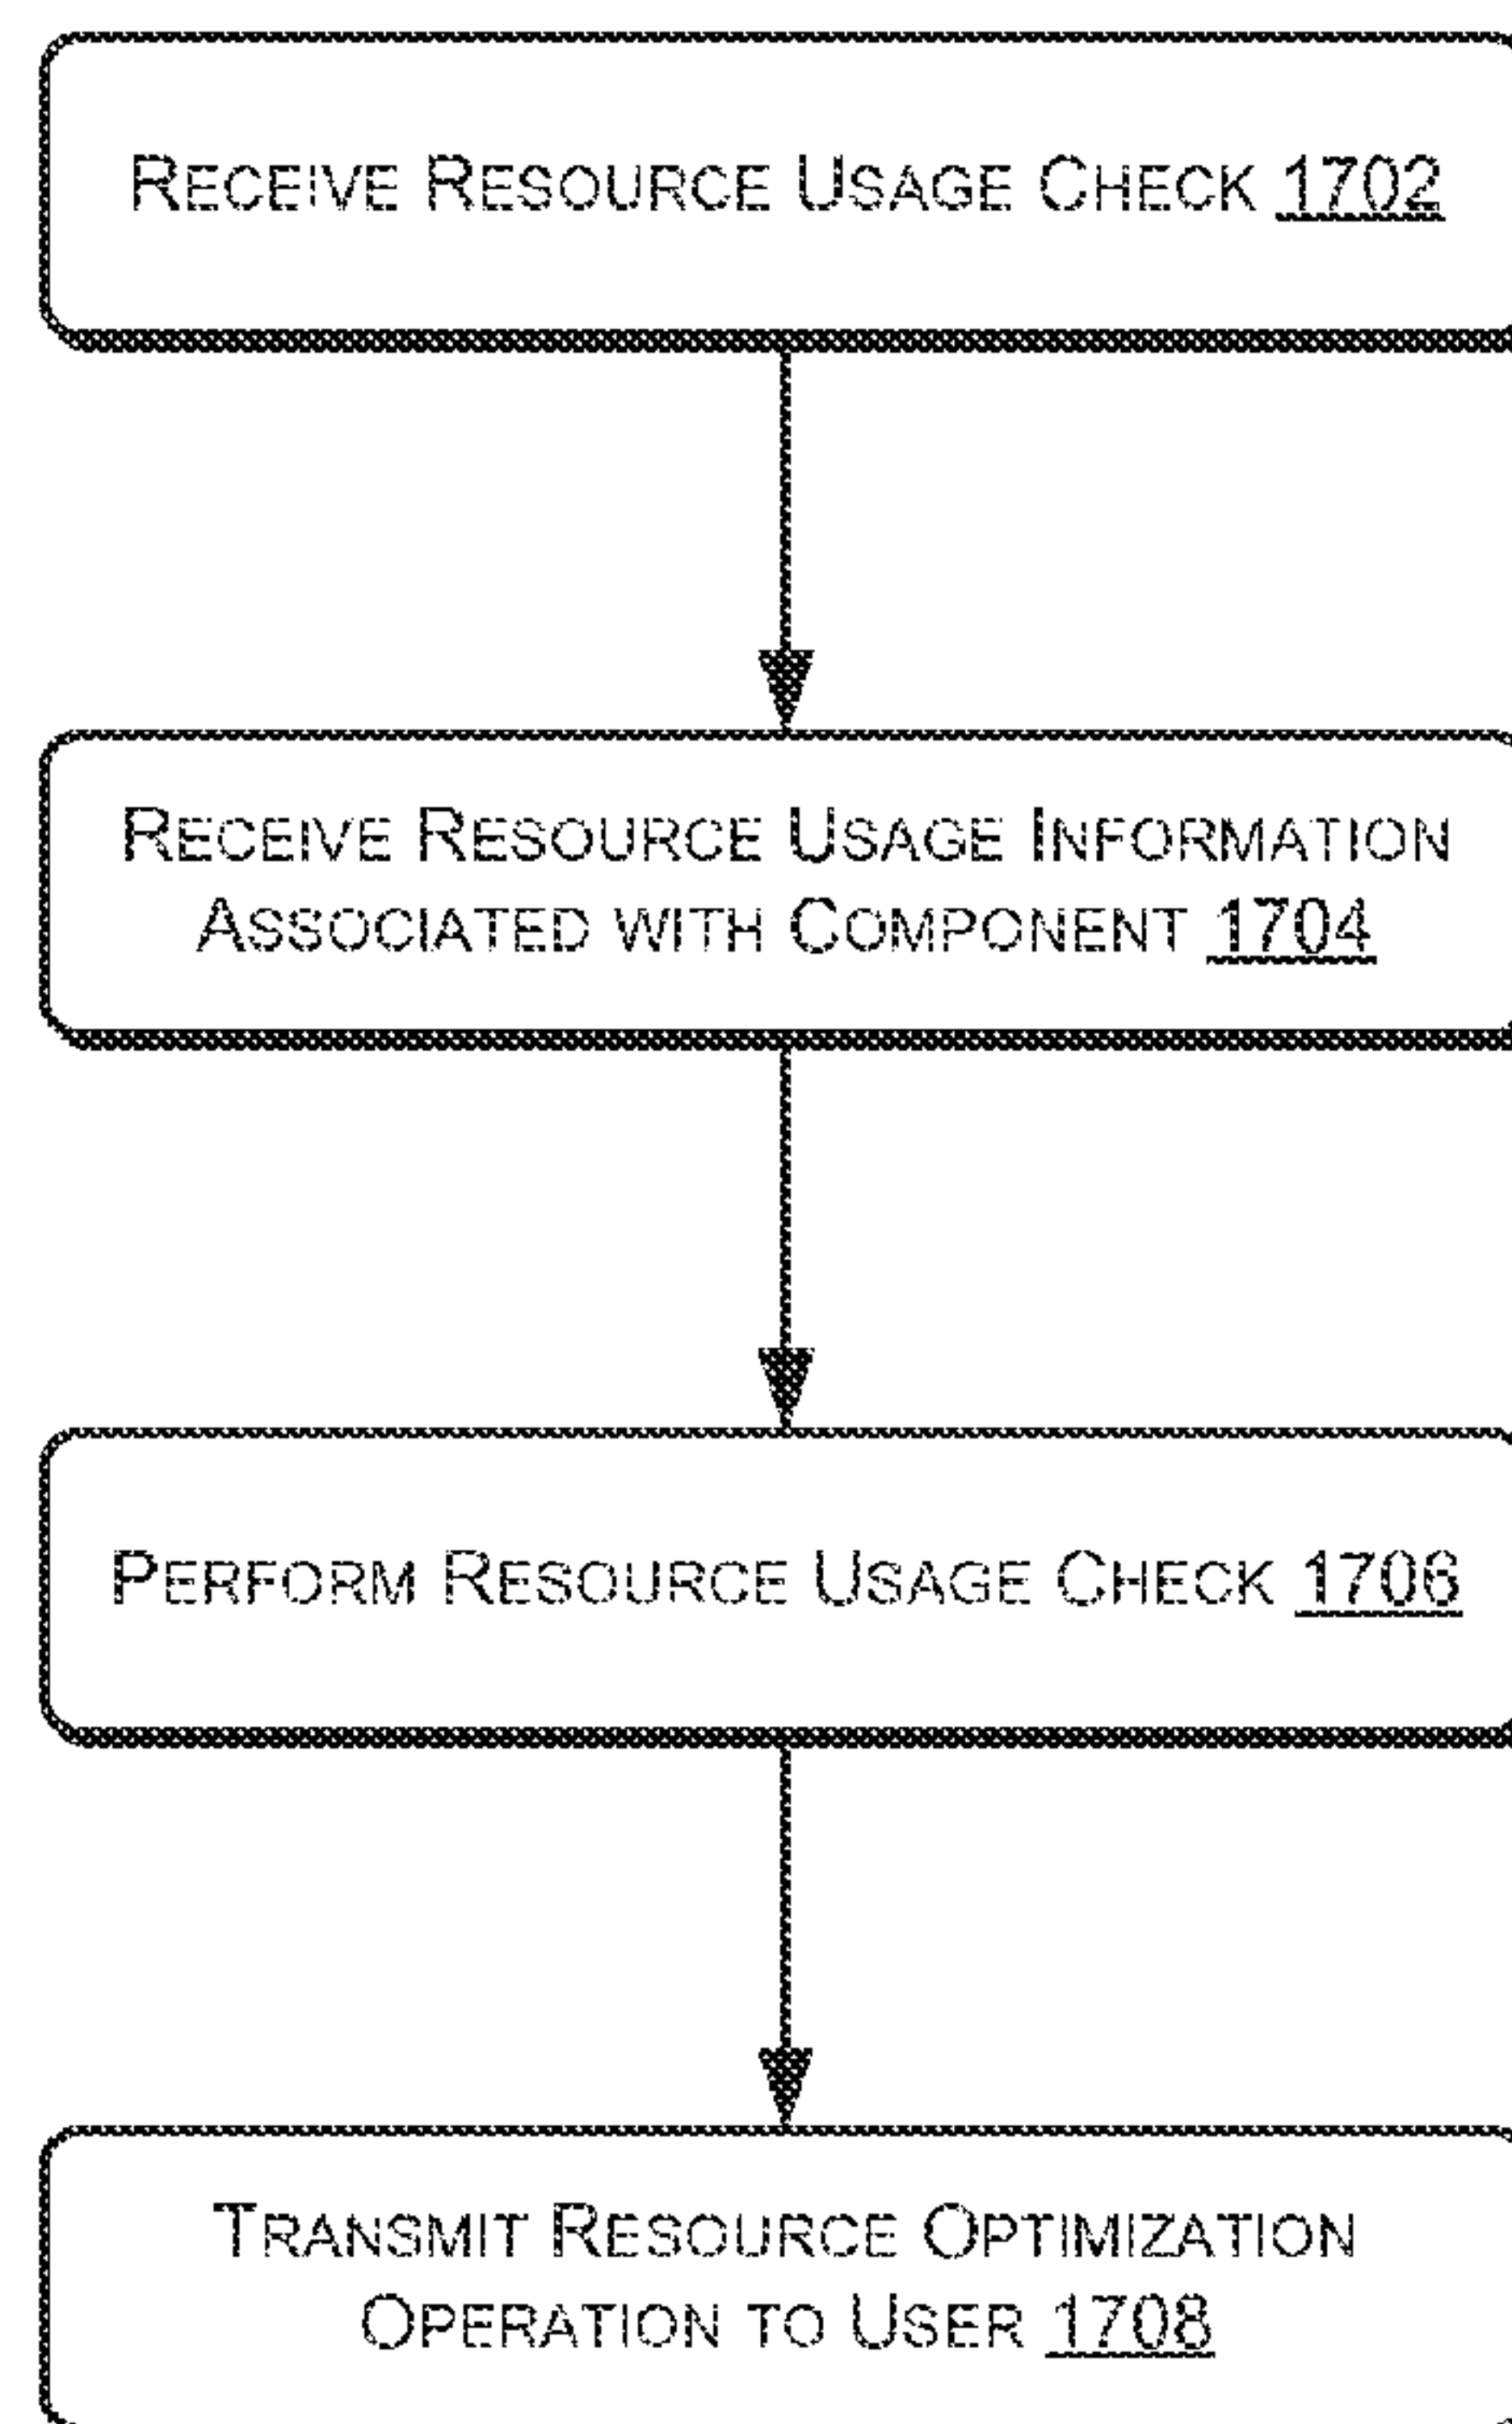 RECEIVE RESOURCE USAGE CHECK 1702
RECEIVE RESOURCE USAGE INFORMATION
ASSOCIATED WITH COMPONENT 1704
PERFORM RESOURCE USAGE CHECK 1706
TRANSMIT RESOURCE OPTIMIZATION
OPERATION TO USER 1708